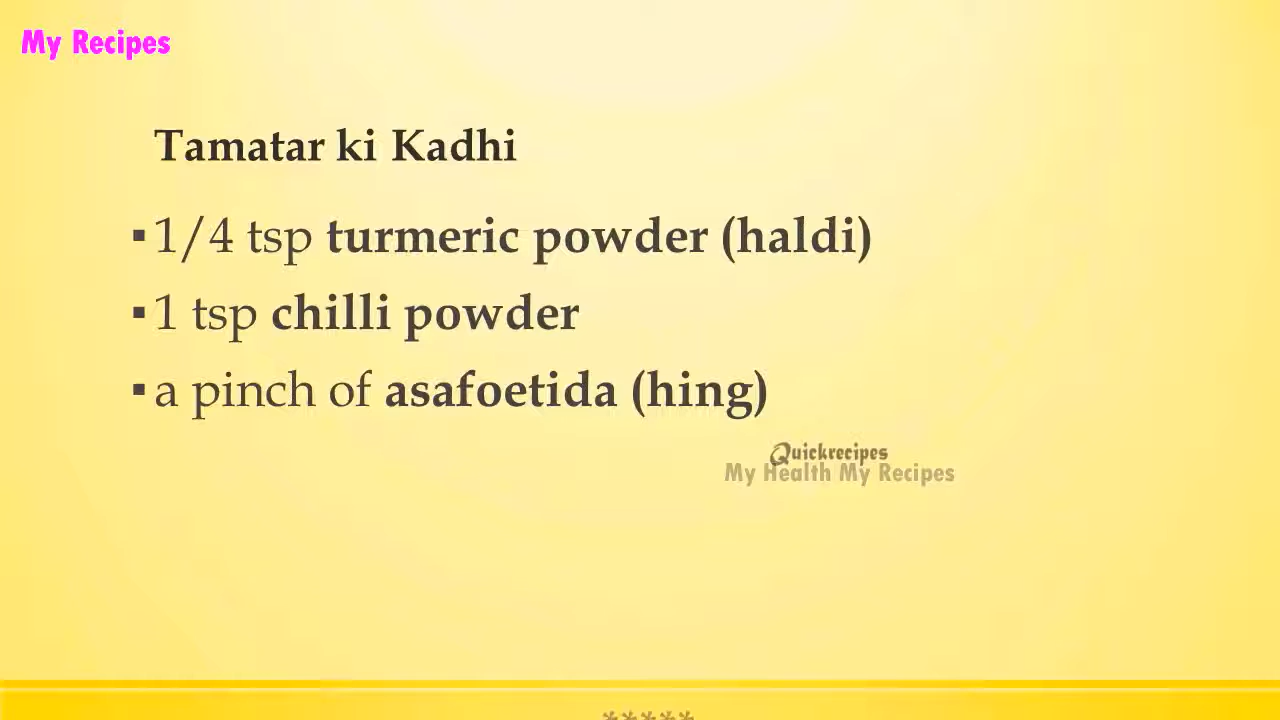 My Recipes
Tamatar ki Kadhi
▪1/4 tsp turmeric powder (haldi)
▪1 tsp chilli powder
▪a pinch of asafoetida (hing)
Quickrecipes
My Health My Recipes
*****